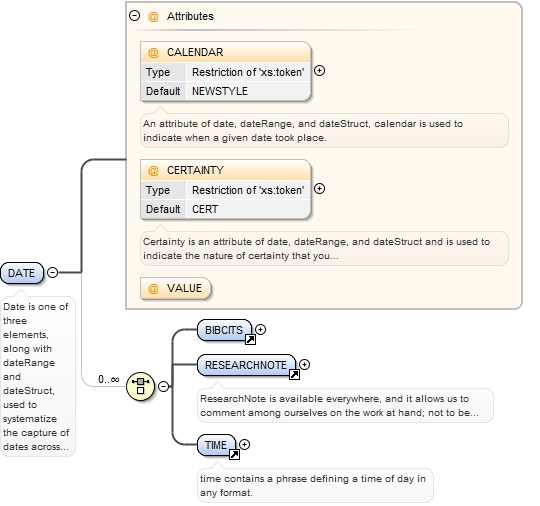 Attributes
CALENDAR
Type Restriction of 'xs:token'
Default NEWSTYLE
An attribute of date, dateRange, and dateStruct, calendar is used to
indicate when a given date took place.
CERTAINTY
Type Restriction of 'xs:token'
Default CERT
Certainty is an attribute of date, dateRange, and dateStruct and is used to
indicate the nature of certainty that you...
VALUE
DATE
Date is one of
three
elements,
along with
dateRange
and
dateStruct,
used to
systematize
the capture of
dates across...
0..∞
BIBCITS
RESEARCHNOTE
ResearchNote is available everywhere, and it allows us to
comment among ourselves on the work at hand; not to be...
TIME
time contains a phrase defining a time of day in
any format.